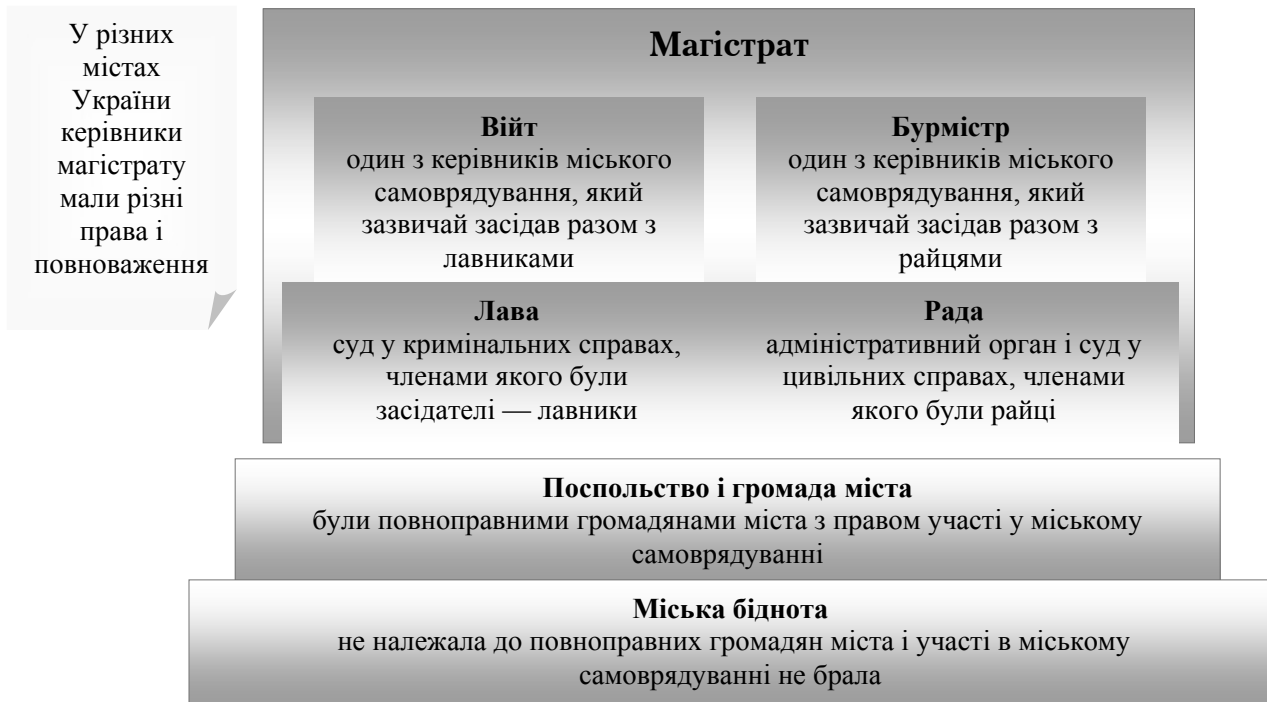 У різних
містах
України
керівники
магістрату
мали різні
права і
повноваження
Магістрат
Війт
один з керівників міського
самоврядування, який
зазвичай засідав разом з
лавниками
Бурмістр
один з керівників міського
самоврядування, який
зазвичай засідав разом з
райцями
Лава
суд у кримінальних справах,
членами якого були
засідателі — лавники
Рада
адміністративний орган і суд у
цивільних справах, членами
якого були райці
Поспольство і громада міста
були повноправними громадянами міста з правом участі у міському
самоврядуванні
Міська біднота
не належала до повноправних громадян міста і участі в міському
самоврядуванні не брала